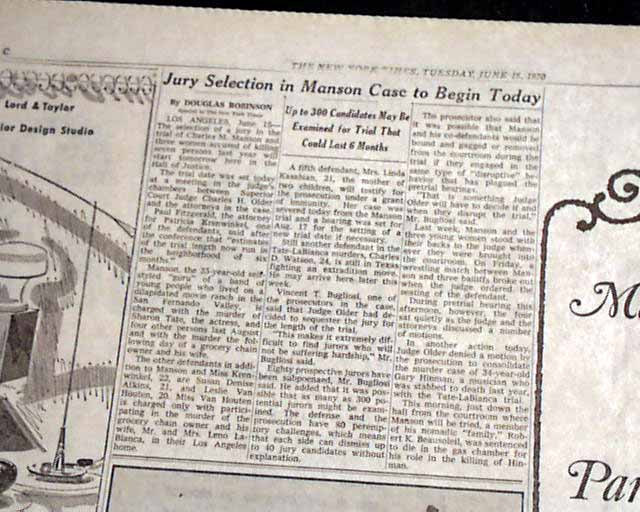 C
THE NEW YORK TIMES, TUESDAY, JUNE 16, 1970
Lord & Taylor
Design Studio
Jury Selection in Manson Case to Begin Today
By DOUGLAS ROBINSON
Special to The New York Times
LOS ANGELES, June 15—
The selection of a jury in the
trial of Charles M. Manson and
three women accused of killing
seven persons last year will
start tomorrow here in the
Hall of Justice.
The trial date was set today
at a meeting in the judge's
chambers between Superior
Court Judge Charles H. Older
and the attorneys in the case.
Paul Fitzgerald, the attorney
for Patricia Krenwinkel, one
of the defendants, said after
the conference that "estimates
of the trial length now run in
the neighborhood of six
months."
Manson, the 35-year-old self-
styled "guru" of a band of
young people who lived on a
dilapidated movie ranch in the
San Fernando Valley, is
charged with the murder of
Sharon Tate, the actress, and
four other persons last August
and with the murder the fol-
lowing day of a grocery chain
owner and his wife.
The other defendants in addi-
tion to Manson and Miss Kren-
winkel, 22, are Susan Denise
Atkins, 21, and Leslie Van
Houten, 20. Miss Van Houten
is charged only with partici-
pating in the murder of the
grocery chain owner and his
wife, Mr. and Mrs. Leno La-
Bianca, in their Los Angeles
home.
Up to 300 Candidates May Be
Examined for Trial That
Could Last 6 Months
A fifth defendant, Mrs. Linda
Kasabian, 21, the mother of
two children, will testify for
the prosecution under a grant
of immunity. Her case was
severed today from the Manson
trial and a hearing was set for
Aug. 17 for the setting of a
new trial date if necessary.
Still another defendant in the
Tate-LaBianca murders, Charles
D. Watson, 24, is still in Texas
fighting an extradition move.
He may arrive here later this
week.
Vincent T. Bugliosi, one of
the prosecutors in the case
said that Judge Older had de-
cided to sequester the jury for
the length of the trial.
"This makes it extremely dif-
ficult to find jurors who will
not be suffering hardship," Mr.
Bugliosi said.
Eighty prospective jurors have
been subpoenaed, Mr. Bugliosi
said. He added that it was pos-
sible that as many as 300 po-
tential jurors might be exam-
ined. The defense and the
prosecution have 80 peremp-
tory challenges, which means
that each side can dismiss up
to 40 jury candidates without
explanation.
The prosecutor also said that
it was possible that Manson
and his co-defendants would be
bound and gagged or removed
from the courtroom during the
trial if they engaged in the
same type of "disruptive" be-
havior that has plagued the
pretrial hearings.
"That is something Judge
Older will have to decide if and
when they disrupt the trial,"
Mr. Bugliosi said.
Last week, Manson and the
three young women stood with
their backs to the judge when-
ever they were brought into
the courtroom. On Friday, a
wrestling match between Man-
son and three bailiffs broke out
when the judge ordered the
seating of the defendant.
During pretrial hearing this
afternoon, however, the four
sat quietly as the judge and the
attorneys discussed a number
of motions.
In another action today,
Judge Older denied a motion by
the prosecution to consolidate
the murder case of 34-year-old
Gary Hinman, a musician who
was stabbed to death last year,
with the Tate-LaBianca trial.
This morning, just down the
hall from the courtroom where
Manson will be tried, a member
of his nomadic "family," Rob-
ert K. Beausoleil, was sentenced
to die in the gas chamber for
his role in the killing of Hin-
man.
Par